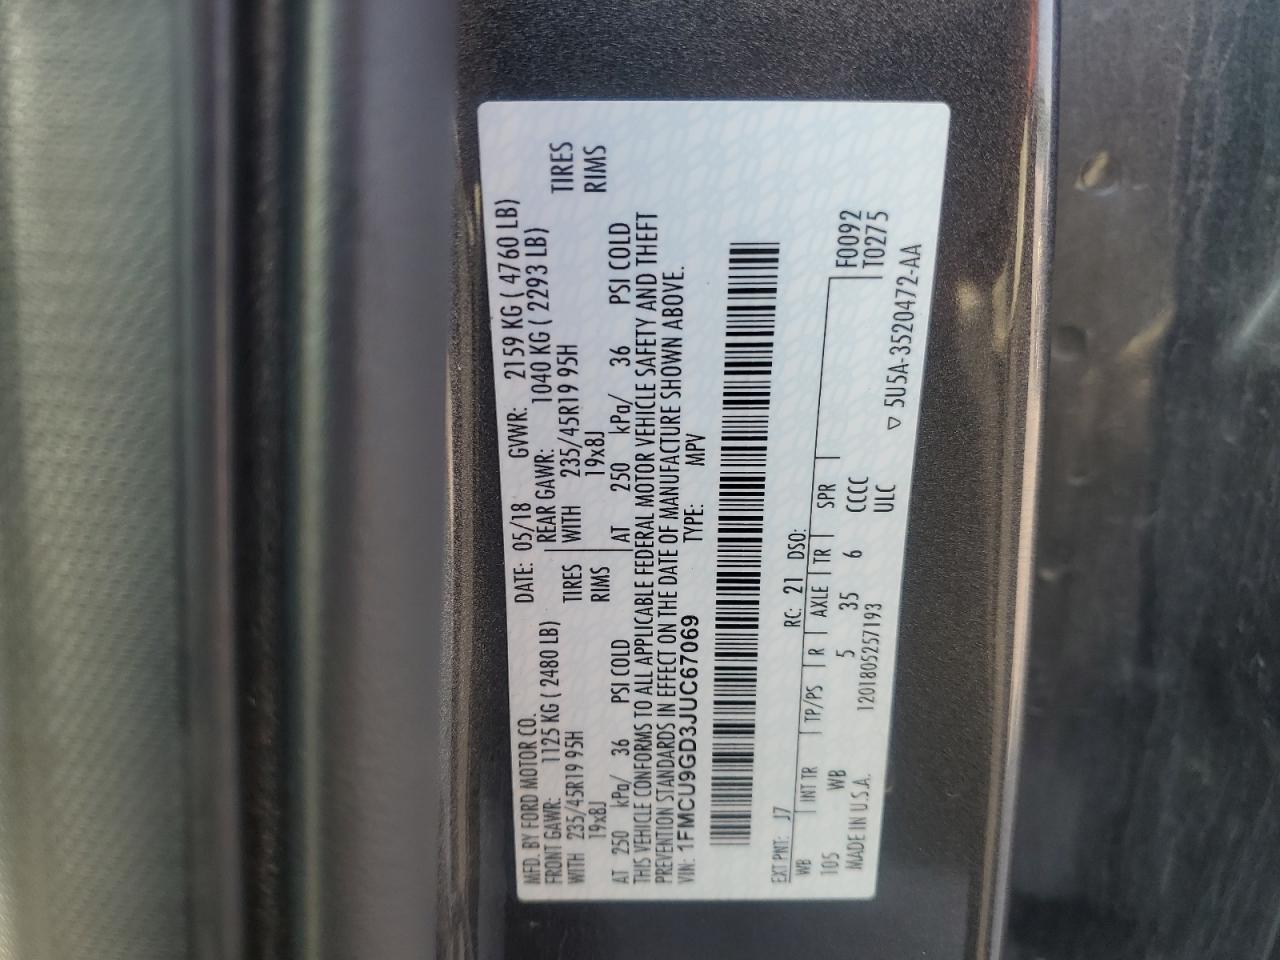 MFD. BY FORD MOTOR CO.
DATE: 05/18 GVWR: 2159 KG ( 4760 LB)
FRONT GAWR: 1125 KG ( 2480 LB) REAR GAWR: 1040 KG ( 2293 LB)
WITH 235/45R19 95H TIRES WITH 235/45R19 95H TIRES
19x8J RIMS 19x8J RIMS
AT 250 kPa/ 36 PSI COLD AT 250 kPa/ 36 PSI COLD
THIS VEHICLE CONFORMS TO ALL APPLICABLE FEDERAL MOTOR VEHICLE SAFETY AND THEFT
PREVENTION STANDARDS IN EFFECT ON THE DATE OF MANUFACTURE SHOWN ABOVE.
VIN: 1FMCU9GD3JUC67069 TYPE: MPV
EXT PNT: J7 RC: 21 DSO:
WB INT TR TP/PS R AXLE TR SPR F0092
105 WB 5 35 6 CCCC T0275
MADE IN U.S.A. 1201805257193 ULC
▽ 5U5A-3520472-AA